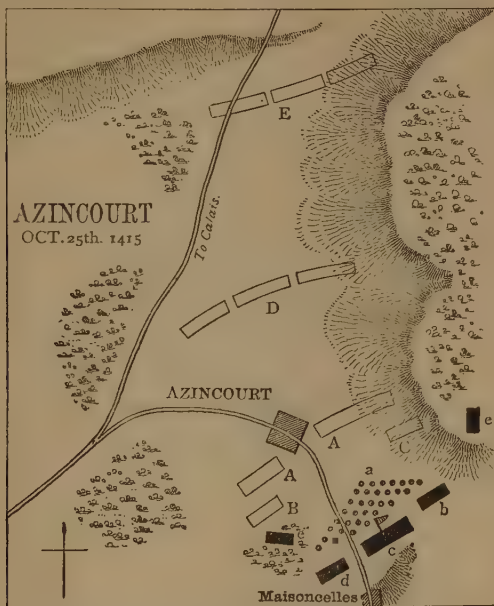 E
AZINCOURT
OCT. 25th. 1415
To Calais.
D
AZINCOURT
A
C
e
A
a
B
b
e
c
d
Maisoncelles